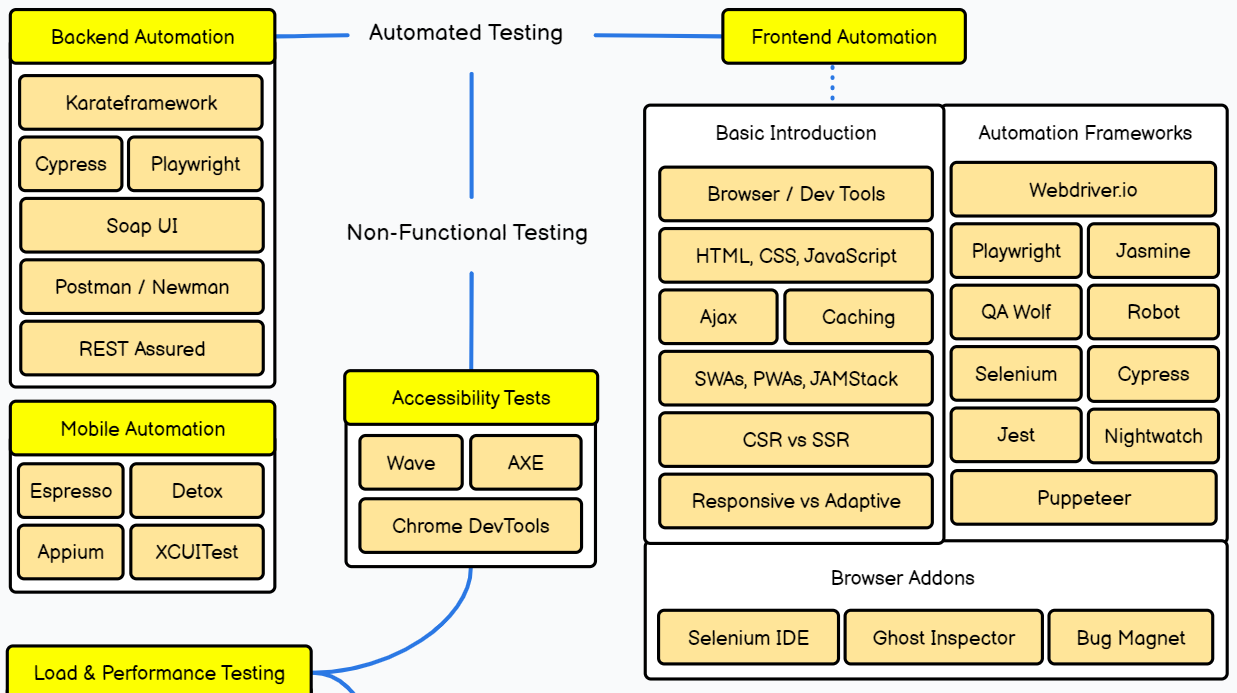 Backend Automation
Automated Testing
Frontend Automation
Karateframework
Cypress
Playwright
Soap UI
Postman / Newman
REST Assured
Mobile Automation
Espresso
Detox
Appium
XCUITest
Non-Functional Testing
Accessibility Tests
Wave
AXE
Chrome DevTools
Load & Performance Testing
Basic Introduction
Browser / Dev Tools
HTML, CSS, JavaScript
Ajax
Caching
SWAs, PWAs, JAMStack
CSR vs SSR
Responsive vs Adaptive
Automation Frameworks
Webdriver.io
Playwright
Jasmine
QA Wolf
Robot
Selenium
Cypress
Jest
Nightwatch
Puppeteer
Browser Addons
Selenium IDE
Ghost Inspector
Bug Magnet